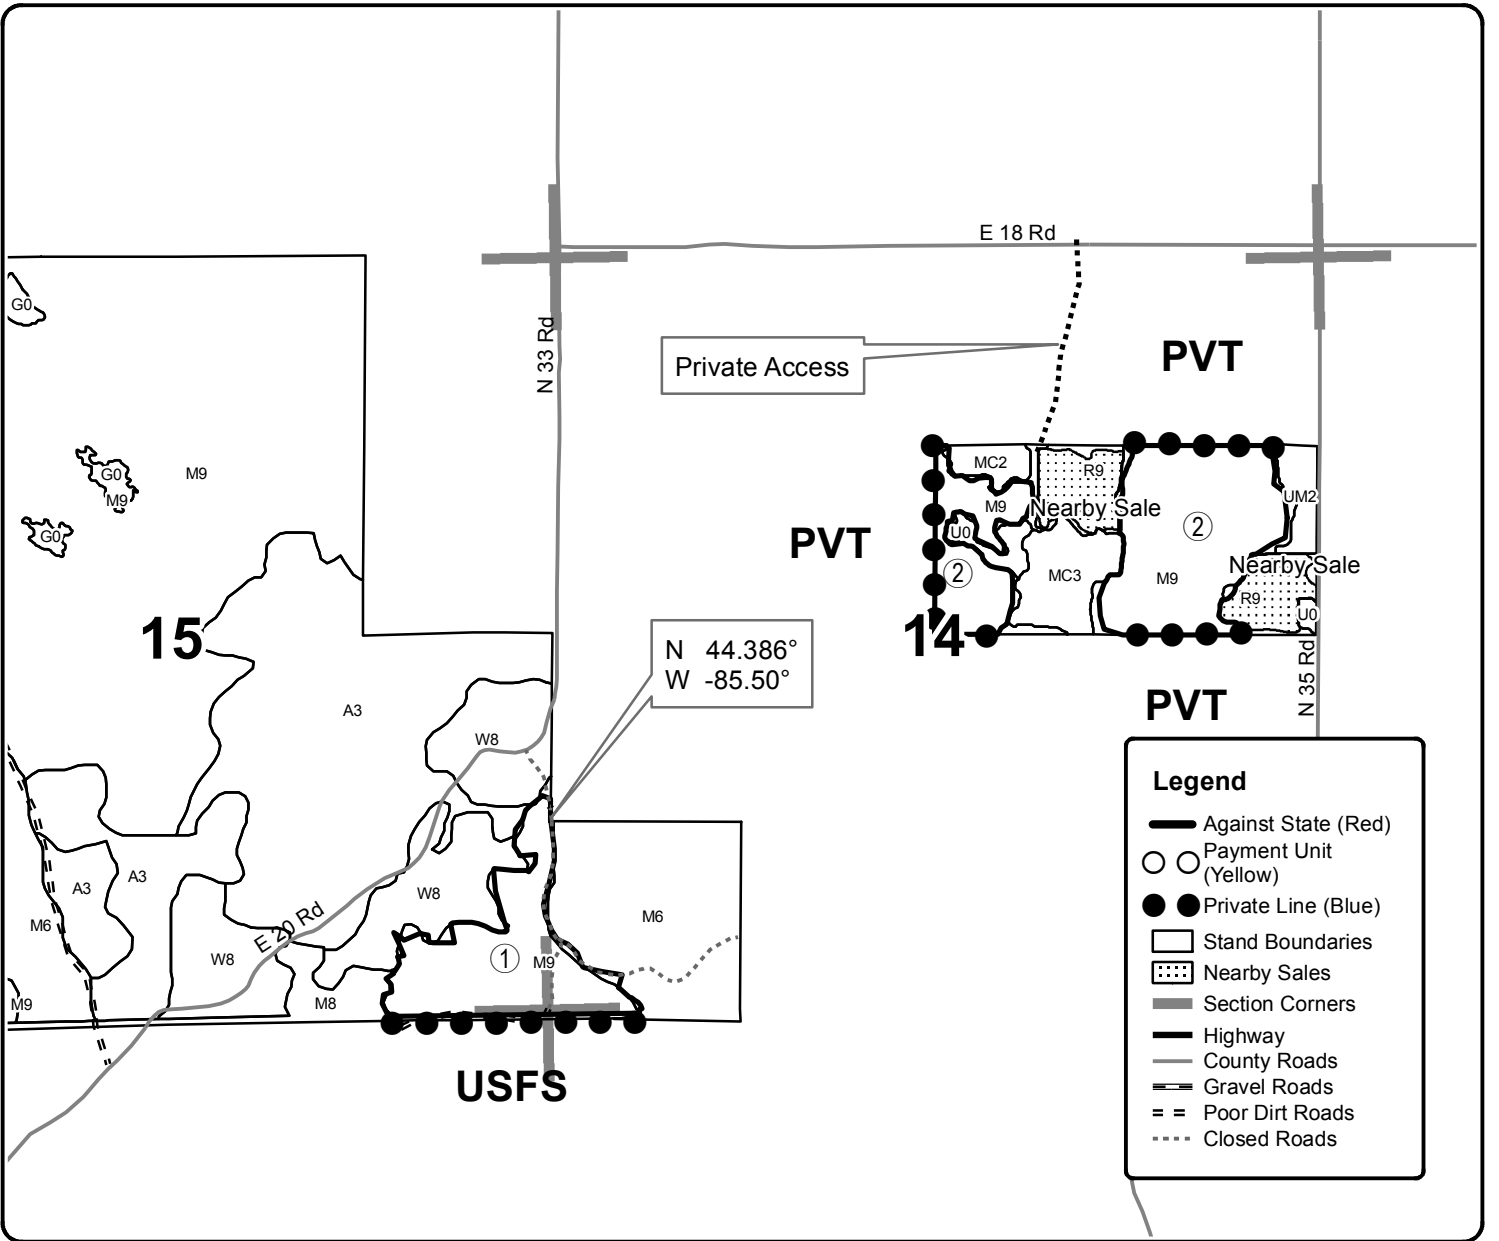 E 18 Rd
G0
N 33 Rd
Private Access
PVT
G0
M9
M9
MC2
R9
M9
Nearby Sale
UM2
G0
PVT
U0
2
2
Nearby Sale
MC3
M9
R9
U0
15
14
N 44.386°
W -85.50°
N 35 Rd
A3
PVT
W8
A3
A3
W8
M6
M6
E 20 Rd
W8
1
M9
M9
M8
USFS
Legend
Against State (Red)
Payment Unit
(Yellow)
Private Line (Blue)
Stand Boundaries
Nearby Sales
Section Corners
Highway
County Roads
Gravel Roads
Poor Dirt Roads
Closed Roads